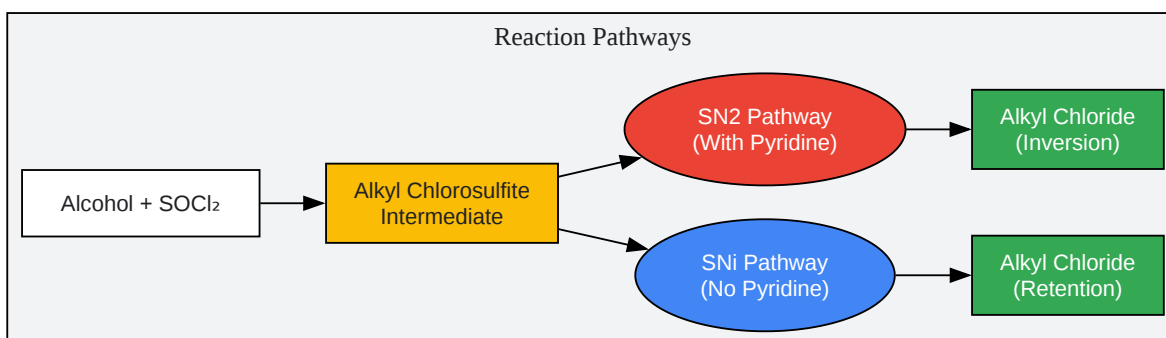 Reaction Pathways
Alcohol + SOCl₂
Alkyl Chlorosulfite
Intermediate
SN2 Pathway
(With Pyridine)
Alkyl Chloride
(Inversion)
SNi Pathway
(No Pyridine)
Alkyl Chloride
(Retention)